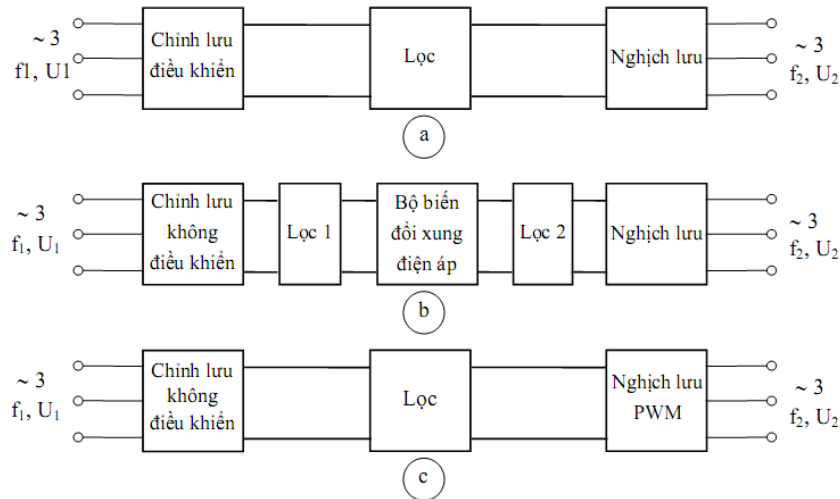 ~ 3
f1, U1
Chỉnh lưu
điều khiển
Lọc
Nghịch lưu
~ 3
f₂, U₂
a
~ 3
f₁, U₁
Chỉnh lưu
không
điều khiển
Lọc 1
Bộ biến
đổi xung
điện áp
Lọc 2
Nghịch lưu
~ 3
f₂, U₂
b
~ 3
f₁, U₁
Chỉnh lưu
không
điều khiển
Lọc
Nghịch lưu
PWM
~ 3
f₂, U₂
c